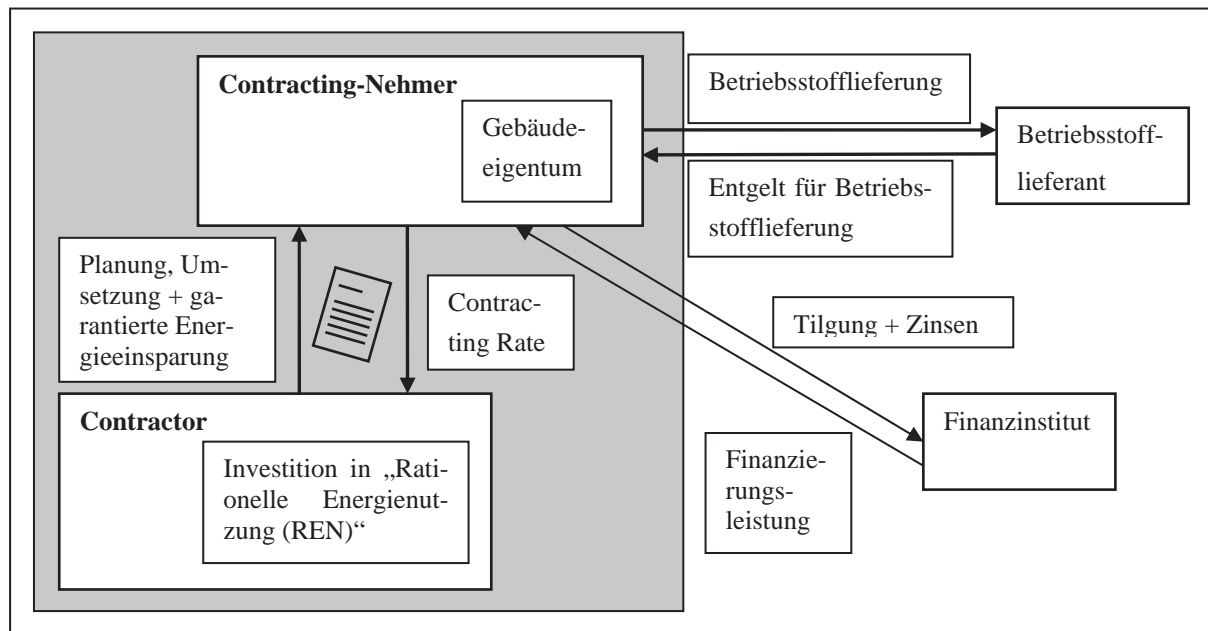 Contracting-Nehmer
Gebäude-
eigentum
Betriebsstofflieferung
Betriebsstoff-
lieferant
Entgelt für Betriebs-
stofflieferung
Planung, Um-
setzung + ga-
rantierte Ener-
gieeinsparung
Contrac-
ting Rate
Tilgung + Zinsen
Contractor
Investition in „Rati-
onelle Energienut-
zung (REN)“
Finanzie-
rungs-
leistung
Finanzinstitut